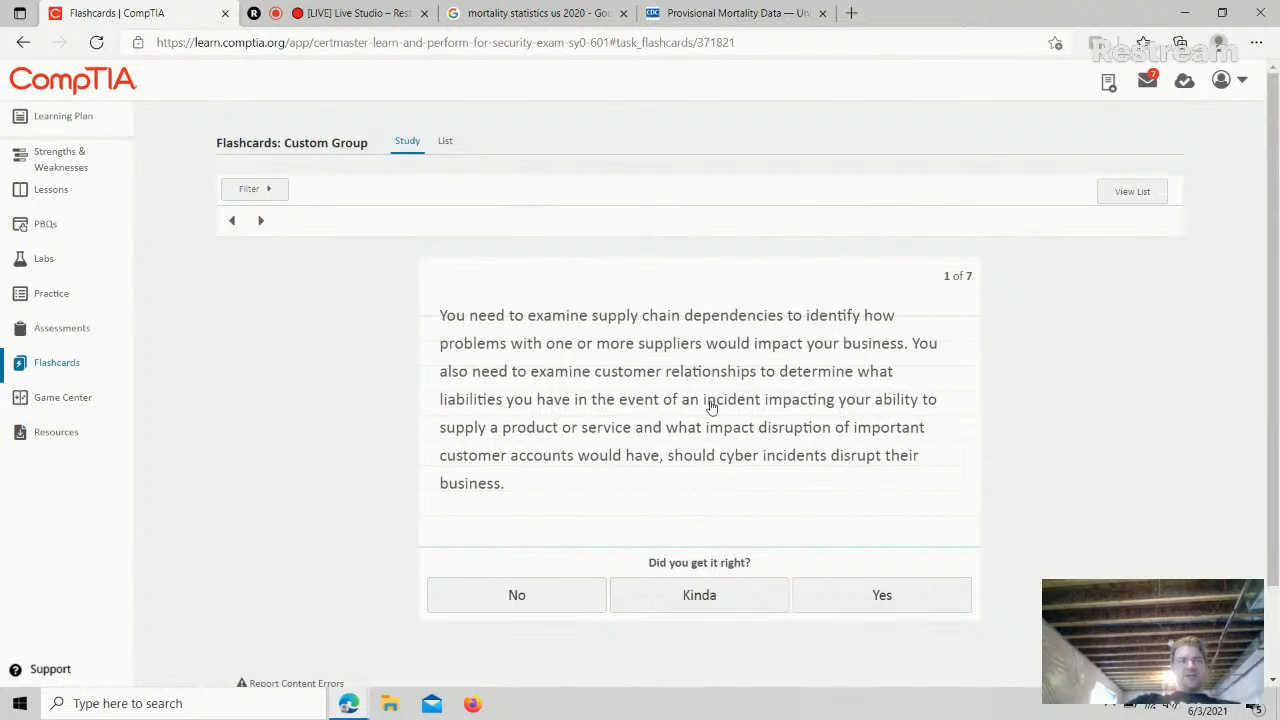 Flashcards | CompTIA
[LIVE] Live Studio – Rest
mortality statistics us 2020 - Goo
CDC
Provisional Mortality Data — Uni
https://learn.comptia.org/app/certmaster-learn-and-perform-for-security-exam-sy0-601#task_flashcards/371821
Restream
CompTIA
7
Learning Plan
Strengths &
Weaknesses
Lessons
PBQs
Labs
Practice
Assessments
Flashcards
Game Center
Resources
Support
Flashcards: Custom Group
Study
List
Filter
View List
1 of 7
You need to examine supply chain dependencies to identify how
problems with one or more suppliers would impact your business. You
also need to examine customer relationships to determine what
liabilities you have in the event of an incident impacting your ability to
supply a product or service and what impact disruption of important
customer accounts would have, should cyber incidents disrupt their
business.
Did you get it right?
No
Kinda
Yes
Report Content Errors
Type here to search
6/3/2021
5